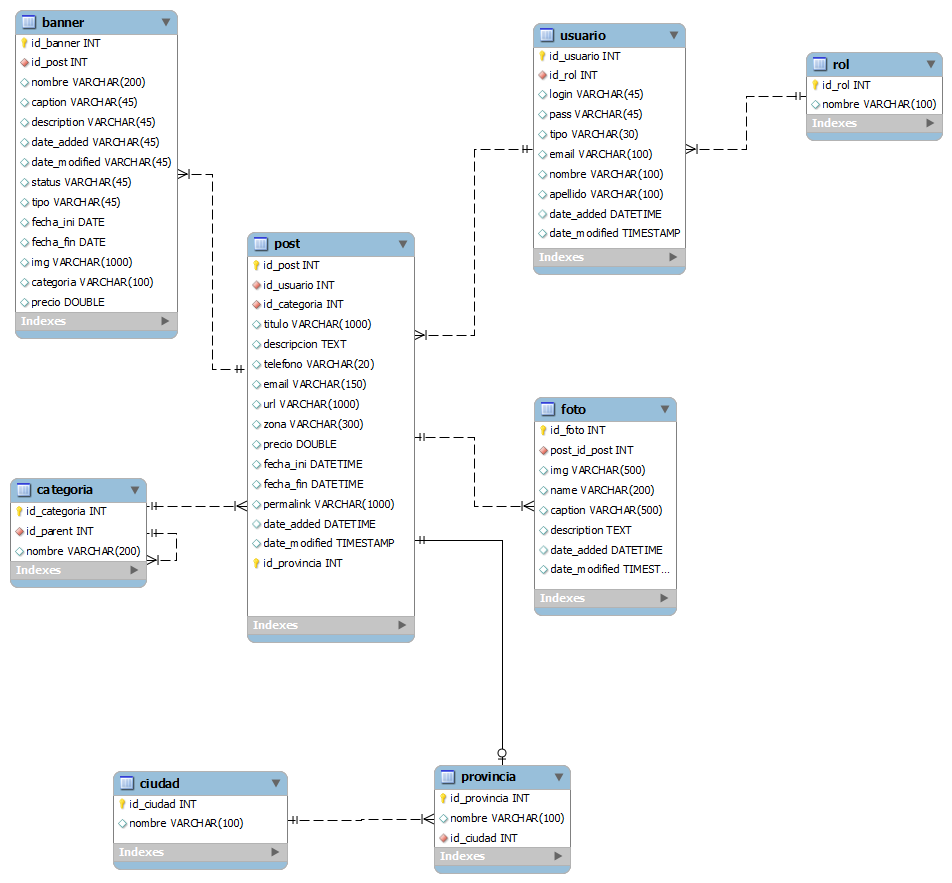 banner
id_banner INT
id_post INT
nombre VARCHAR(200)
caption VARCHAR(45)
description VARCHAR(45)
date_added VARCHAR(45)
date_modified VARCHAR(45)
status VARCHAR(45)
tipo VARCHAR(45)
fecha_ini DATE
fecha_fin DATE
img VARCHAR(1000)
categoria VARCHAR(100)
precio DOUBLE
Indexes
usuario
id_usuario INT
id_rol INT
login VARCHAR(45)
pass VARCHAR(45)
tipo VARCHAR(30)
email VARCHAR(100)
nombre VARCHAR(100)
apellido VARCHAR(100)
date_added DATETIME
date_modified TIMESTAMP
Indexes
rol
id_rol INT
nombre VARCHAR(100)
Indexes
post
id_post INT
id_usuario INT
id_categoria INT
titulo VARCHAR(1000)
descripcion TEXT
telefono VARCHAR(20)
email VARCHAR(150)
url VARCHAR(1000)
zona VARCHAR(300)
precio DOUBLE
fecha_ini DATETIME
fecha_fin DATETIME
permalink VARCHAR(1000)
date_added DATETIME
date_modified TIMESTAMP
id_provincia INT
Indexes
foto
id_foto INT
post_id_post INT
img VARCHAR(500)
name VARCHAR(200)
caption VARCHAR(500)
description TEXT
date_added DATETIME
date_modified TIMEST...
Indexes
categoria
id_categoria INT
id_parent INT
nombre VARCHAR(200)
Indexes
ciudad
id_ciudad INT
nombre VARCHAR(100)
Indexes
provincia
id_provincia INT
nombre VARCHAR(100)
id_ciudad INT
Indexes